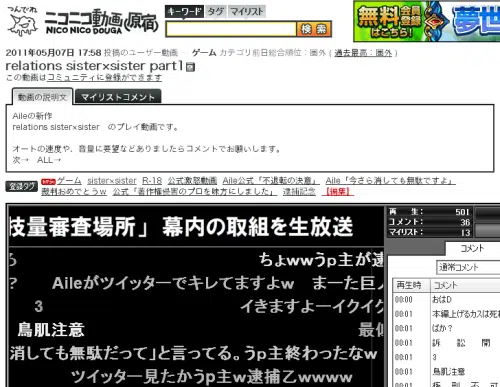 つんでれ
ニコニコ動画(原宿)
NICO NICO DOUGA
キーワード タグ マイリスト
検索
無料 会員登録はこちら!
夢世
2011年05月07日 17:58 投稿のユーザー動画 ゲーム カテゴリ前日総合順位：圏外 ( 過去最高：圏外 )
relations sister×sister part1
この動画はコミュニティに登録ができます
動画の説明文 マイリストコメント
Aileの新作
relations sister×sister のプレイ動画です。
オートの速度や、音量に要望などありましたらコメントでお願いします。
次→ ALL→
登録タグ ゲーム sister×sister R-18 公式激怒動画 Aile公式「不退転の決意」 Aile「今さら消しても無駄ですよ」
裁判おめでとうｗ 公式「著作権侵害のプロを味方にしました」 逮捕記念 【編集】
技量審査場所」 幕内の取組を生放送
ちょwwうp主が逮
? Aileがツイッターでキレてますよw まーた巨人
3 イきますよーイクイク
鳥肌注意
消しても無駄だって」と言ってる。うp主終わったなw
ツイッター見たかうp主w逮捕乙wwww
再生： 501
コメント： 36
マイリスト： 13
コメント
通常コメント
再生時 コメント
00:00 おはD
00:01 本編上げるカスは死ね
00:01 ばか？
00:01 訴 訟 開
00:01 3
00:01 鳥肌注意
00:01